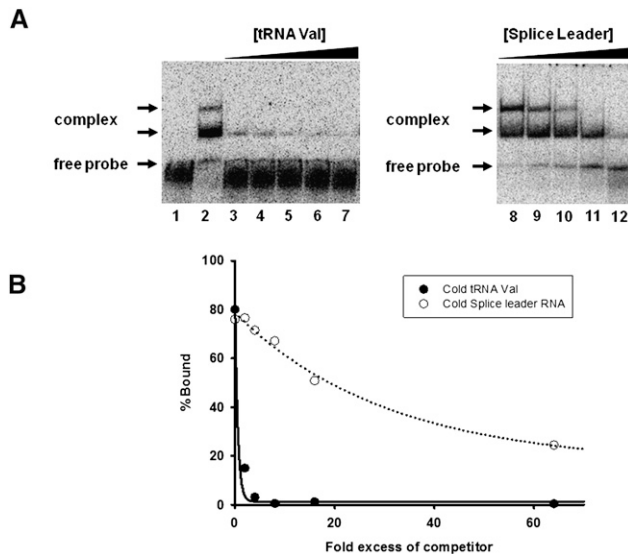 A
[tRNA Val]
[Splice Leader]
complex
free probe
1 2 3 4 5 6 7
complex
free probe
8 9 10 11 12
B
100
80
60
40
20
0
%Bound
Cold tRNA Val
Cold Splice leader RNA
0 20 40 60
Fold excess of competitor